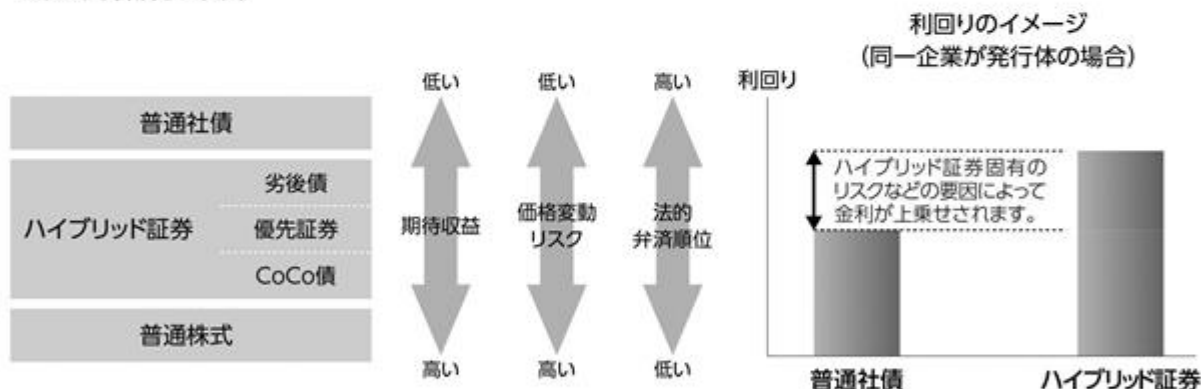 利回りのイメージ
(同一企業が発行体の場合)
低い
低い
高い
利回り
普通社債
ハイブリッド証券
劣後債
優先証券
CoCo債
普通株式
期待収益
価格変動
リスク
法的
弁済順位
高い
高い
低い
ハイブリッド証券固有の
リスクなどの要因によって
金利が上乗せされます。
普通社債
ハイブリッド証券